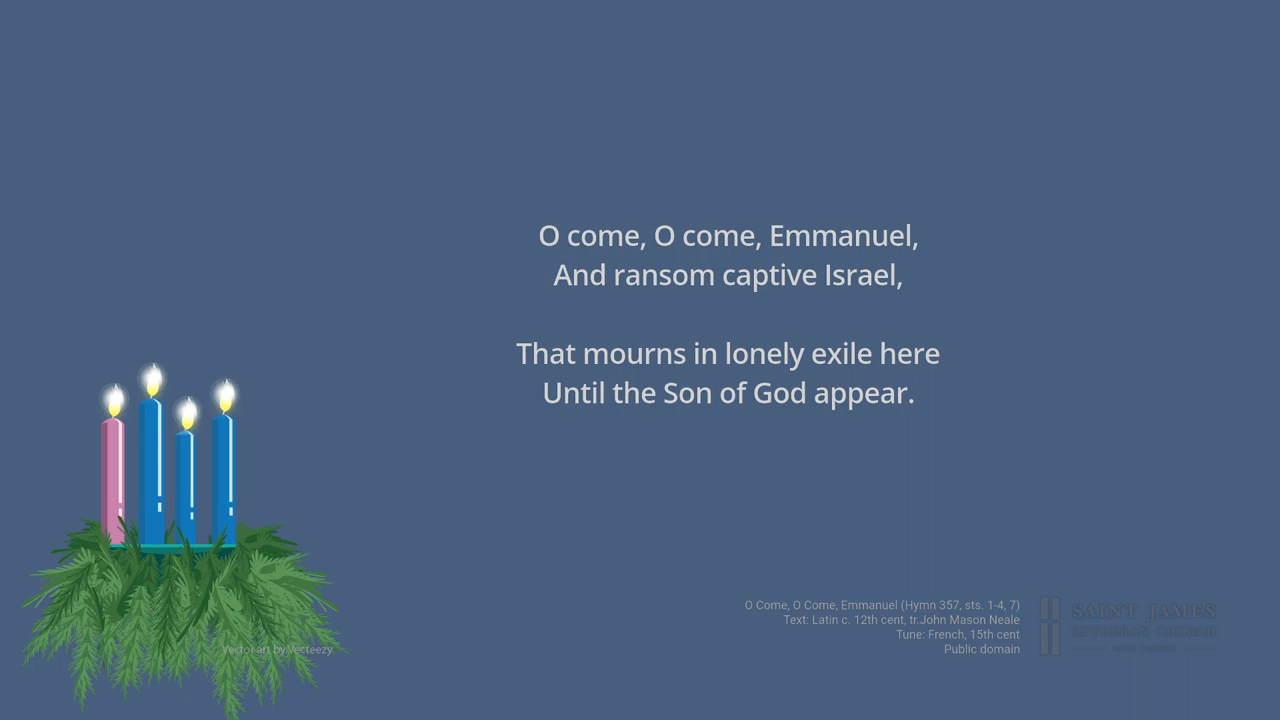 O come, O come, Emmanuel,
And ransom captive Israel,
That mourns in lonely exile here
Until the Son of God appear.
O Come, O Come, Emmanuel (Hymn 357, sts. 1-4, 7)
Text: Latin c. 12th cent, tr.John Mason Neale
Tune: French, 15th cent
Public domain
SAINT JAMES
LUTHERAN CHURCH
Vector art by Vecteezy